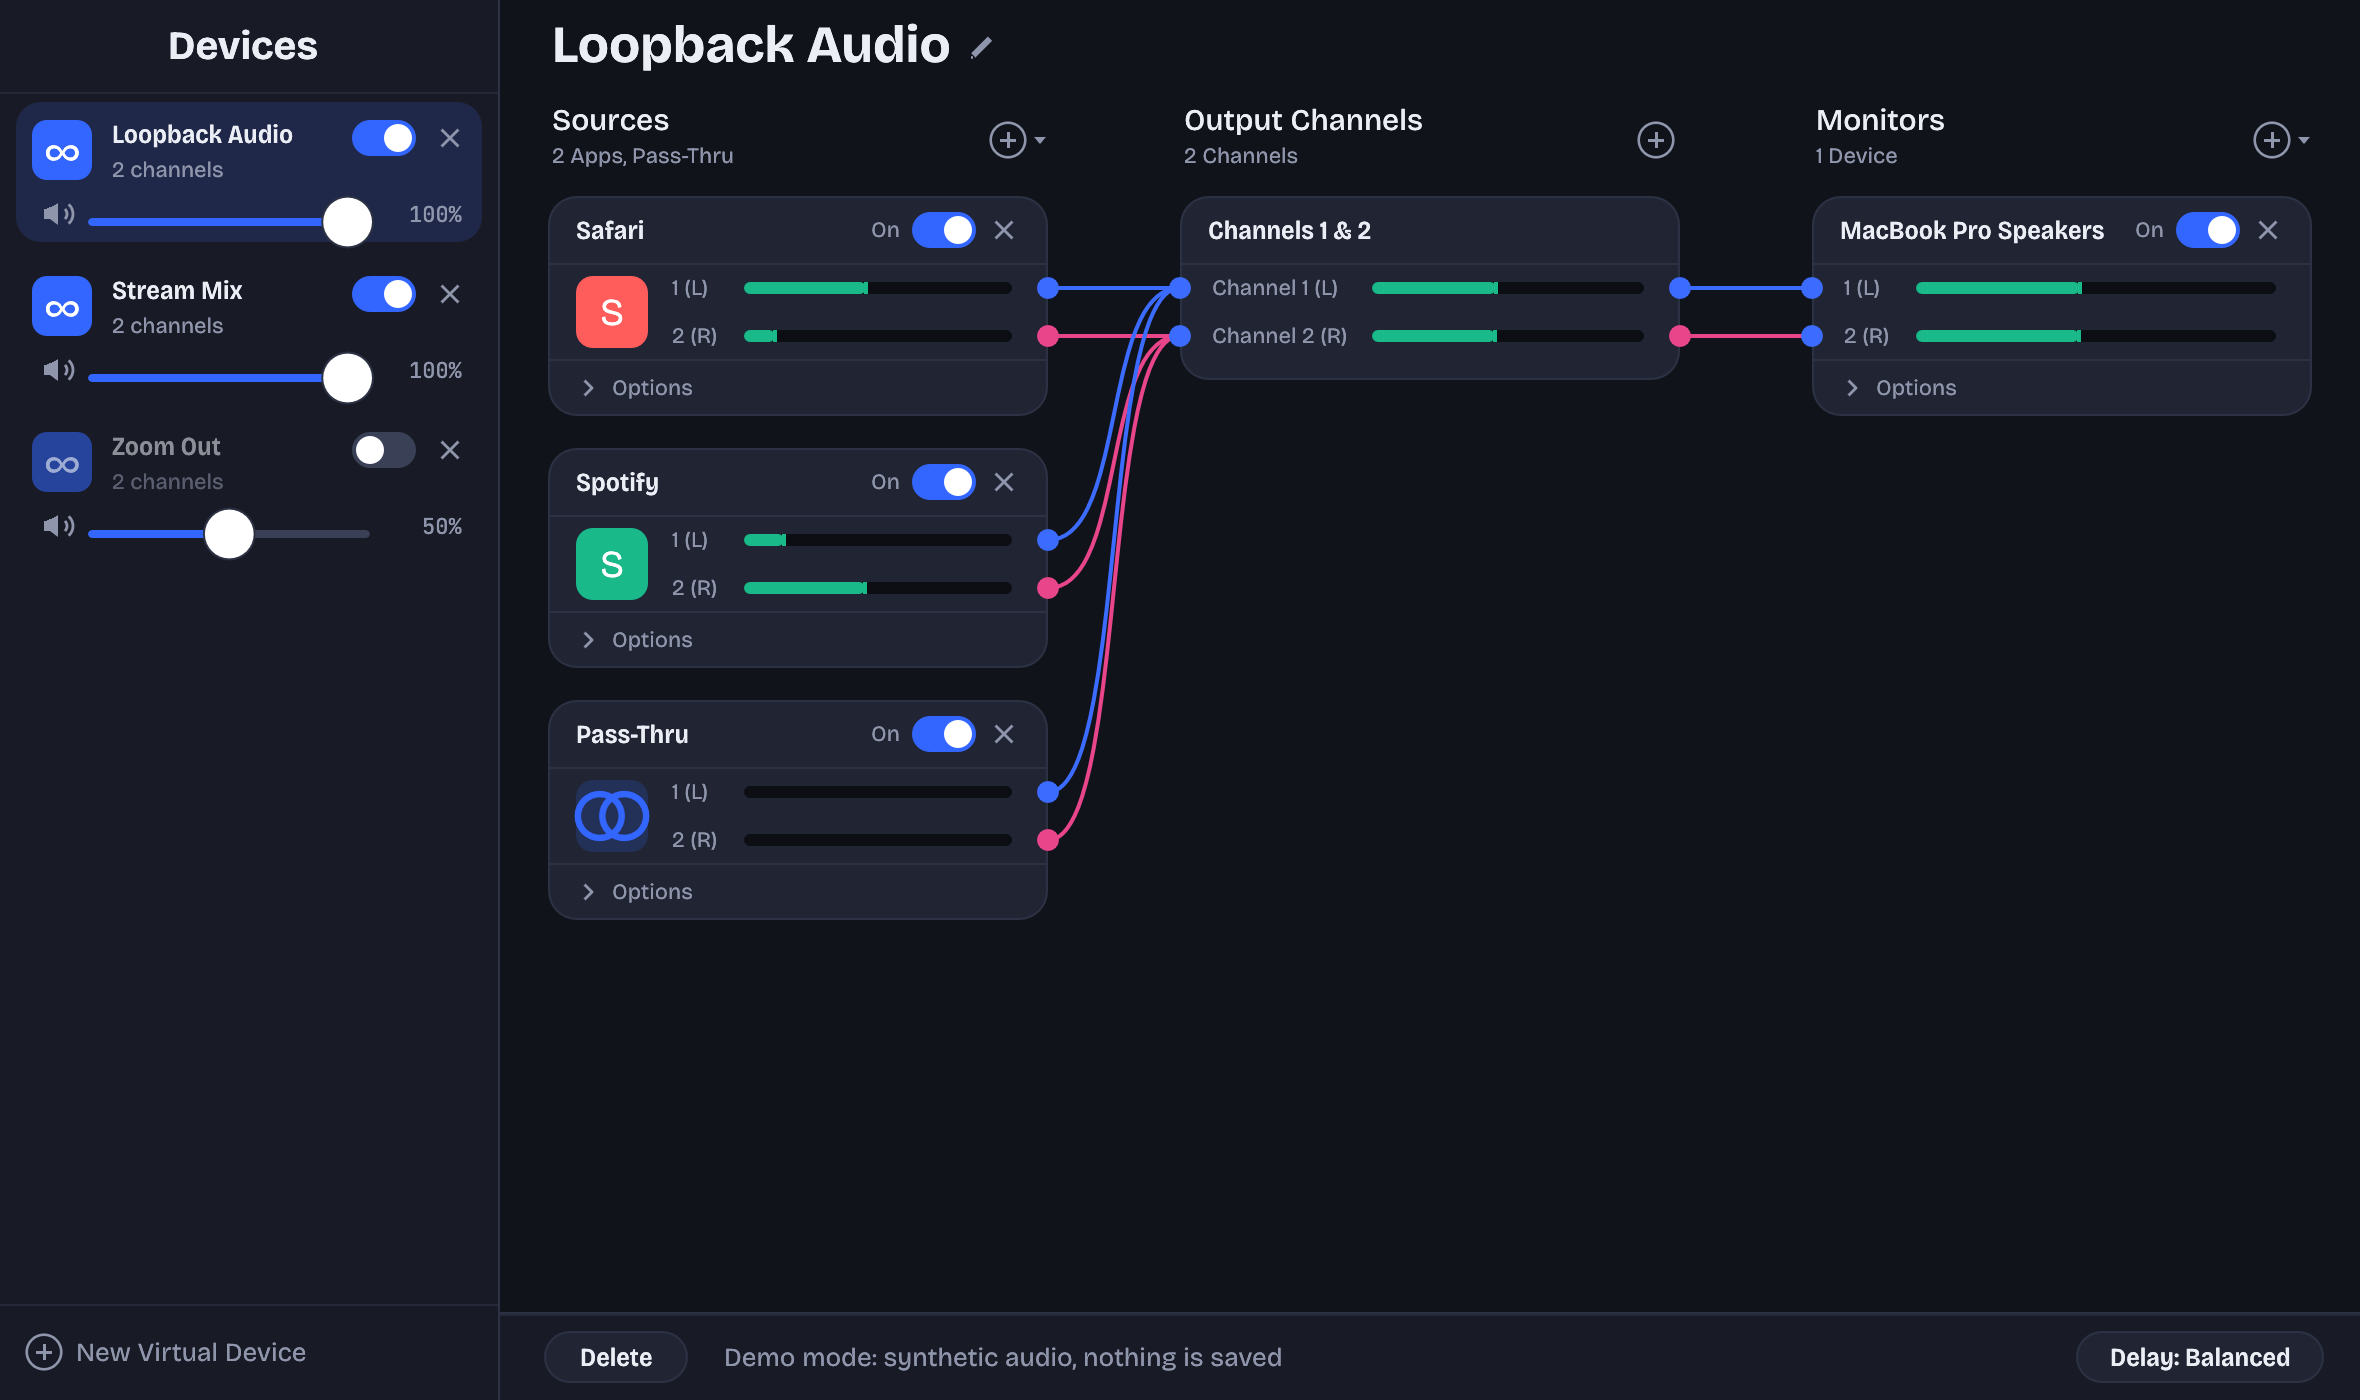 Devices
Loopback Audio
2 channels
100%
Stream Mix
2 channels
100%
Zoom Out
2 channels
50%
New Virtual Device
Loopback Audio
Sources
2 Apps, Pass-Thru
Safari On
S
1 (L)
2 (R)
Options
Spotify On
S
1 (L)
2 (R)
Options
Pass-Thru On
1 (L)
2 (R)
Options
Output Channels
2 Channels
Channels 1 & 2
Channel 1 (L)
Channel 2 (R)
Monitors
1 Device
MacBook Pro Speakers On
1 (L)
2 (R)
Options
Delete
Demo mode: synthetic audio, nothing is saved
Delay: Balanced